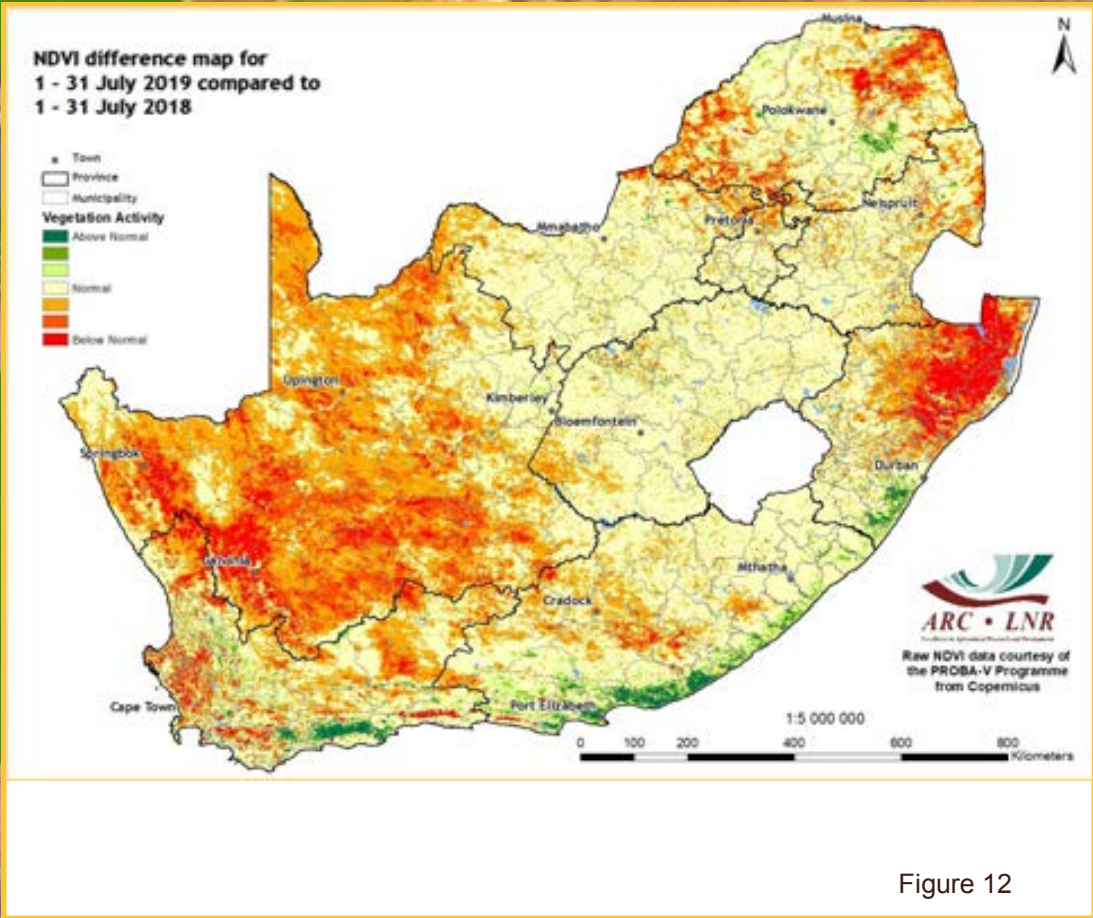 NDVI difference map for
1 - 31 July 2019 compared to
1 - 31 July 2018
N
Town
Province
Municipality
Vegetation Activity
Above Normal
Normal
Below Normal
Musina
Polokwane
Nelspruit
Pretoria
Mmabatho
Upington
Kimberley
Bloemfontein
Springbok
Durban
Calvinia
Mthatha
Cradock
Cape Town
Port Elizabeth
ARC • LNR
Raw NDVI data courtesy of
the PROBA-V Programme
from Copernicus
1:5 000 000
0 100 200 400 600 800
Kilometers
Figure 12